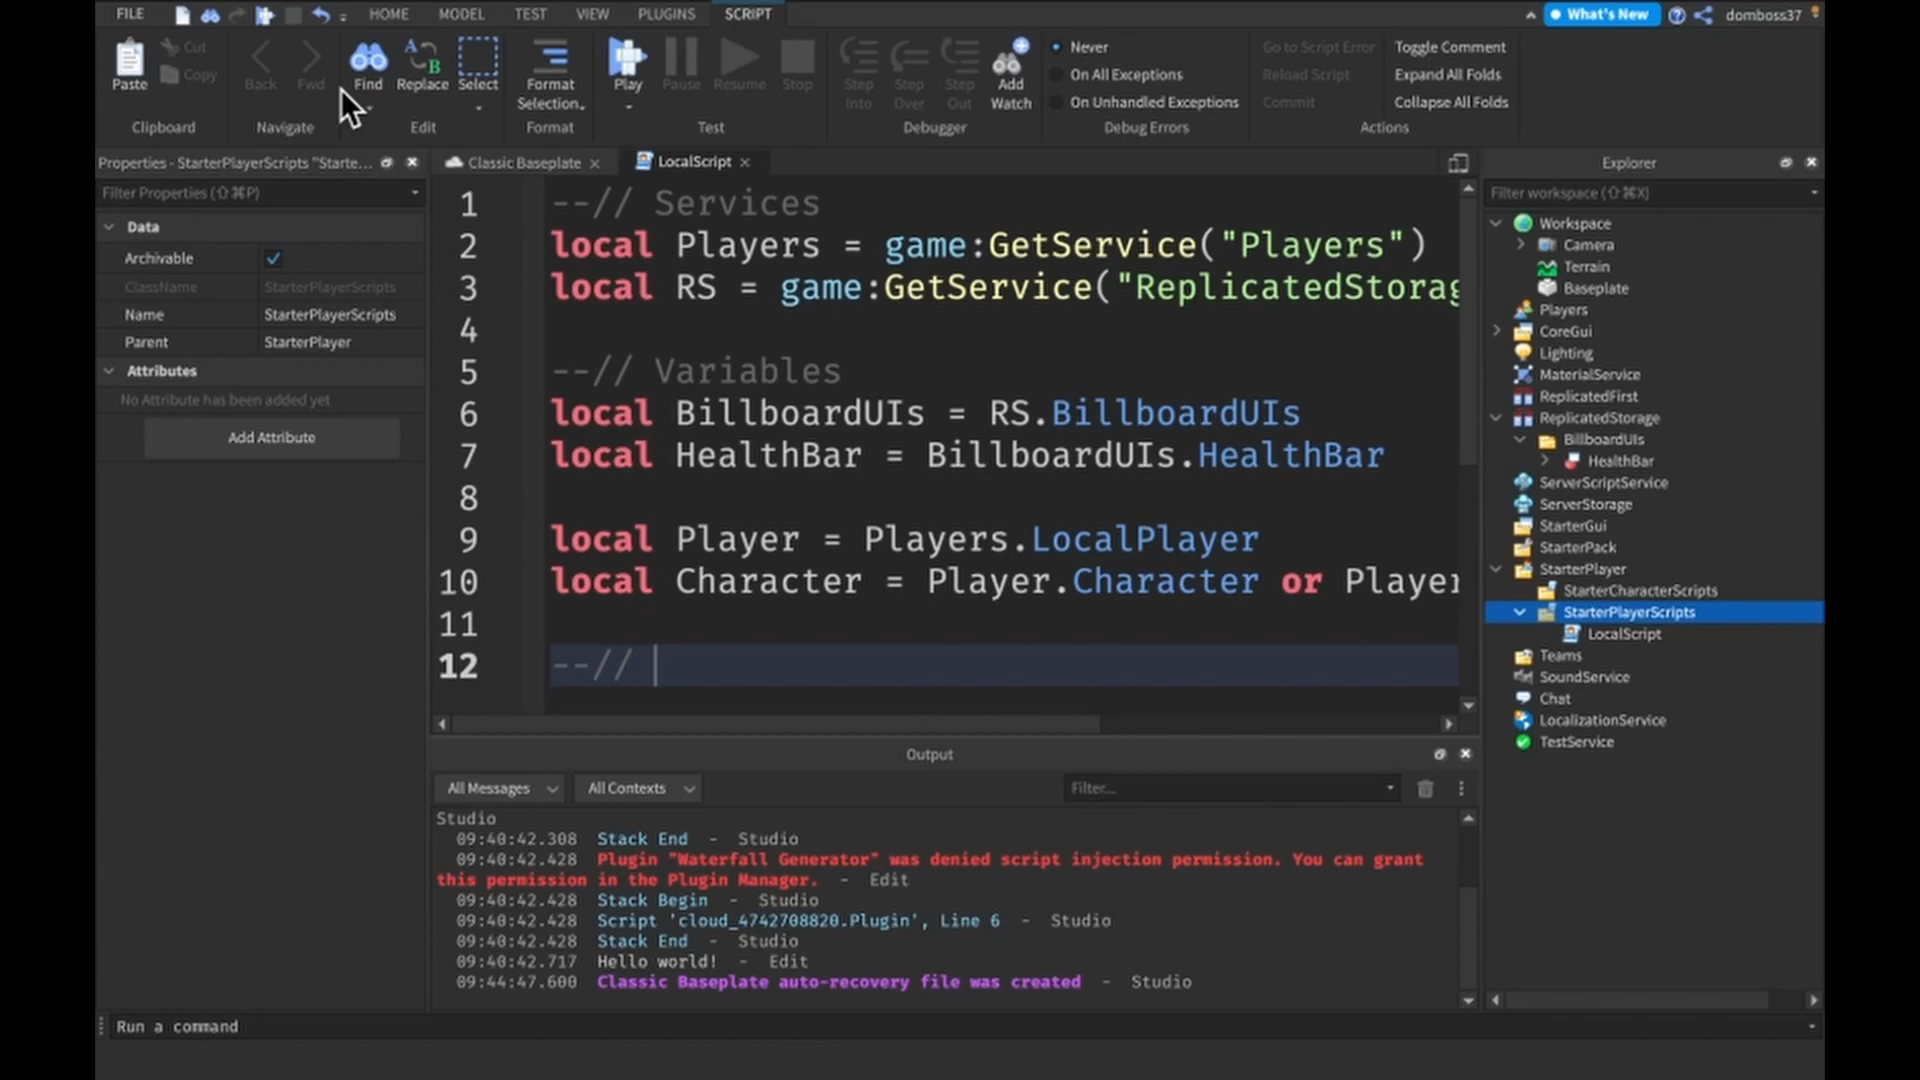 FILE HOME MODEL TEST VIEW PLUGINS SCRIPT What's New domboss37
Paste Cut Copy Back Fwd Find Replace Select Format Selection Play Pause Resume Stop Step Into Step Over Step Out Add Watch
Never
On All Exceptions
On Unhandled Exceptions
Go to Script Error
Reload Script
Commit
Toggle Comment
Expand All Folds
Collapse All Folds
Clipboard Navigate Edit Format Test Debugger Debug Errors Actions
Properties - StarterPlayerScripts "Starte...
Filter Properties (⇧⌘P)
Data
Archivable
ClassName StarterPlayerScripts
Name StarterPlayerScripts
Parent StarterPlayer
Attributes
No Attribute has been added yet
Add Attribute
Classic Baseplate LocalScript
1 --// Services
2 local Players = game:GetService("Players")
3 local RS = game:GetService("ReplicatedStorag
4
5 --// Variables
6 local BillboardUIs = RS.BillboardUIs
7 local HealthBar = BillboardUIs.HealthBar
8
9 local Player = Players.LocalPlayer
10 local Character = Player.Character or Player
11
12 --//
Output
All Messages All Contexts Filter...
Studio
09:40:42.308 Stack End - Studio
09:40:42.428 Plugin "Waterfall Generator" was denied script injection permission. You can grant
this permission in the Plugin Manager. - Edit
09:40:42.428 Stack Begin - Studio
09:40:42.428 Script 'cloud_4742708820.Plugin', Line 6 - Studio
09:40:42.428 Stack End - Studio
09:40:42.717 Hello world! - Edit
09:44:47.600 Classic Baseplate auto-recovery file was created - Studio
Run a command
Explorer
Filter workspace (⇧⌘X)
Workspace
Camera
Terrain
Baseplate
Players
CoreGui
Lighting
MaterialService
ReplicatedFirst
ReplicatedStorage
BillboardUIs
HealthBar
ServerScriptService
ServerStorage
StarterGui
StarterPack
StarterPlayer
StarterCharacterScripts
StarterPlayerScripts
LocalScript
Teams
SoundService
Chat
LocalizationService
TestService